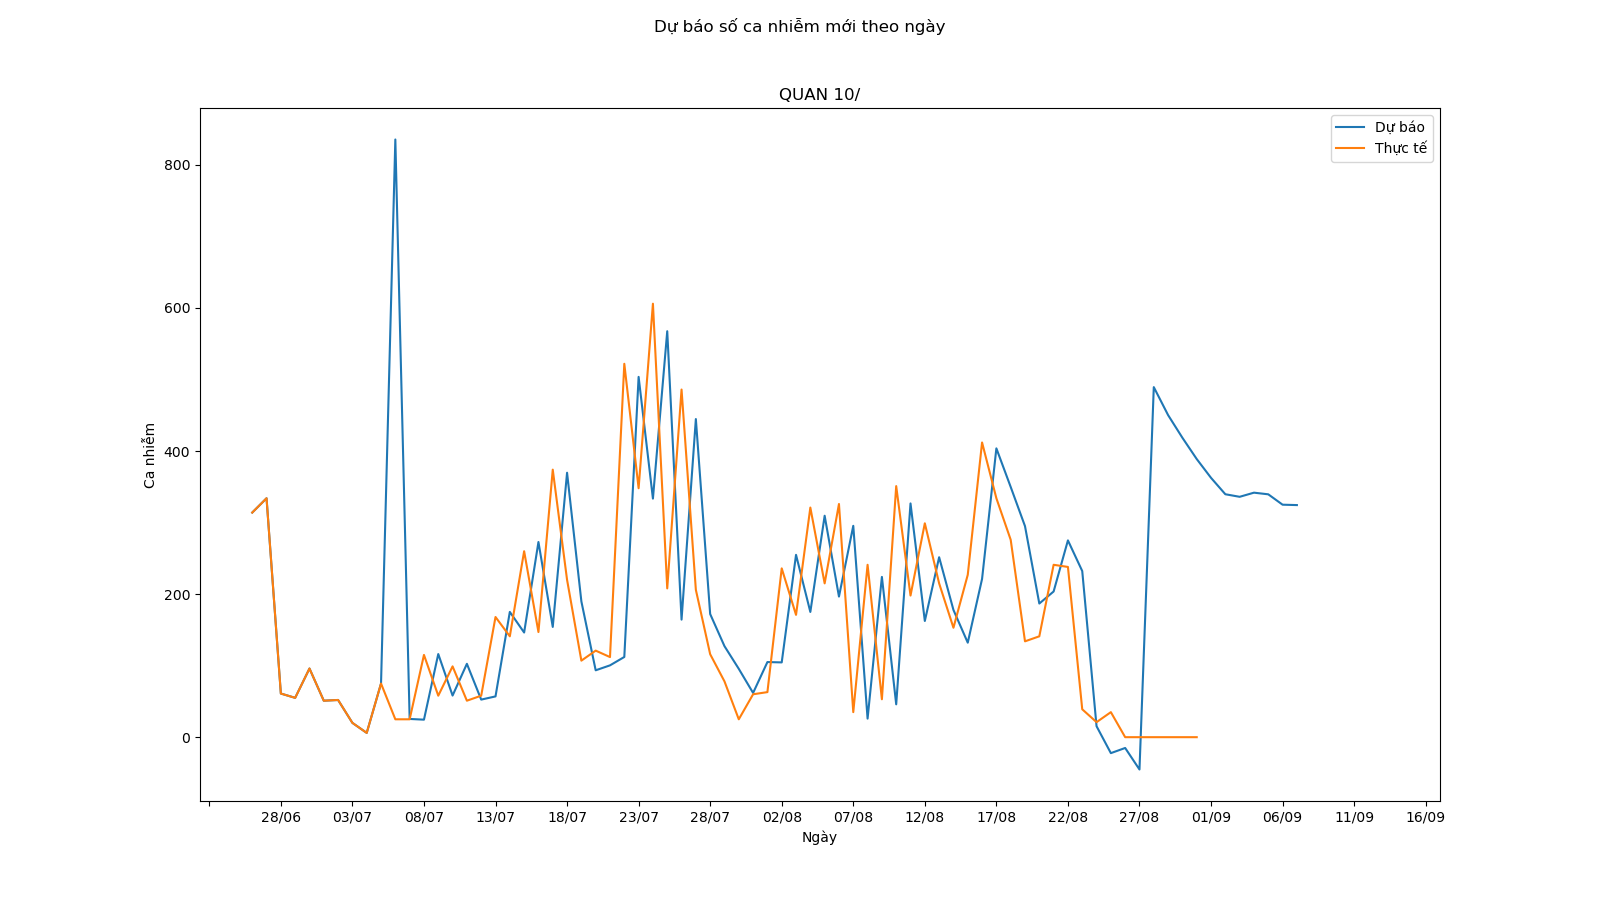 Dự báo số ca nhiễm mới theo ngày
QUAN 10/
Dự báo
Thực tế
800
600
400
200
0
Ca nhiễm
28/06 03/07 08/07 13/07 18/07 23/07 28/07 02/08 07/08 12/08 17/08 22/08 27/08 01/09 06/09 11/09 16/09
Ngày